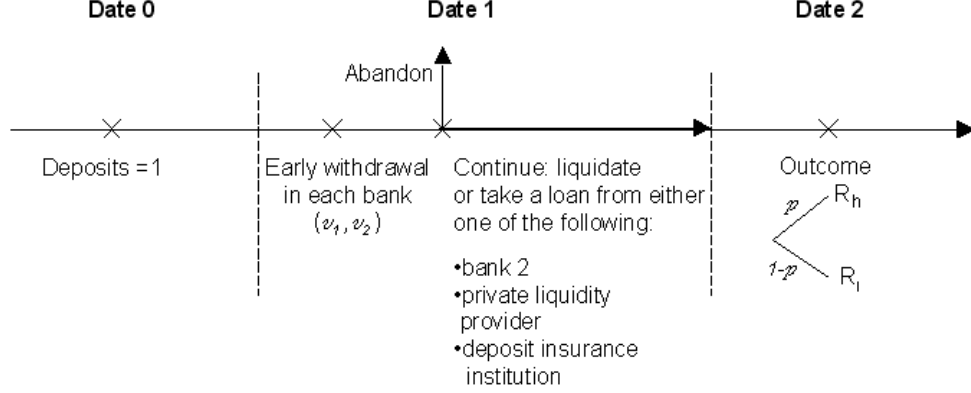 Date 0
Date 1
Date 2
Abandon
Deposits = 1
Early withdrawal
in each bank
(v₁, v₂)
Continue: liquidate
or take a loan from either
one of the following:
•bank 2
•private liquidity
provider
•deposit insurance
institution
Outcome
p
Rₕ
1-p
Rₗ